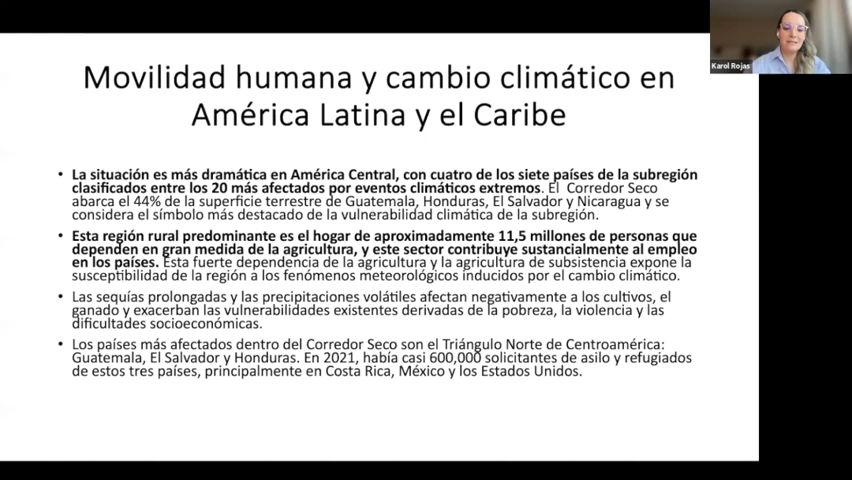 Karol Rojas
Movilidad humana y cambio climático en
América Latina y el Caribe
• La situación es más dramática en América Central, con cuatro de los siete países de la subregión
clasificados entre los 20 más afectados por eventos climáticos extremos. El Corredor Seco
abarca el 44% de la superficie terrestre de Guatemala, Honduras, El Salvador y Nicaragua y se
considera el símbolo más destacado de la vulnerabilidad climática de la subregión.
• Esta región rural predominante es el hogar de aproximadamente 11,5 millones de personas que
dependen en gran medida de la agricultura, y este sector contribuye sustancialmente al empleo
en los países. Esta fuerte dependencia de la agricultura y la agricultura de subsistencia expone la
susceptibilidad de la región a los fenómenos meteorológicos inducidos por el cambio climático.
• Las sequías prolongadas y las precipitaciones volátiles afectan negativamente a los cultivos, el
ganado y exacerban las vulnerabilidades existentes derivadas de la pobreza, la violencia y las
dificultades socioeconómicas.
• Los países más afectados dentro del Corredor Seco son el Triángulo Norte de Centroamérica:
Guatemala, El Salvador y Honduras. En 2021, había casi 600,000 solicitantes de asilo y refugiados
de estos tres países, principalmente en Costa Rica, México y los Estados Unidos.